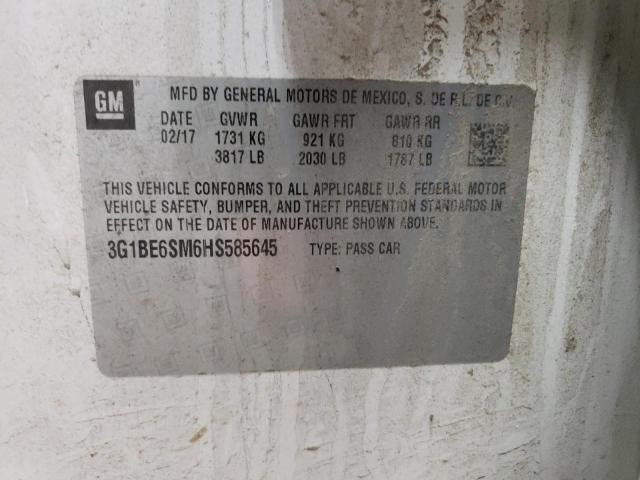 GM
MFD BY GENERAL MOTORS DE MEXICO, S. DE R.L. DE C.V.
DATE GVWR GAWR FRT GAWR RR
02/17 1731 KG 921 KG 810 KG
3817 LB 2030 LB 1787 LB
THIS VEHICLE CONFORMS TO ALL APPLICABLE U.S. FEDERAL MOTOR
VEHICLE SAFETY, BUMPER, AND THEFT PREVENTION STANDARDS IN
EFFECT ON THE DATE OF MANUFACTURE SHOWN ABOVE.
3G1BE6SM6HS585645 TYPE: PASS CAR